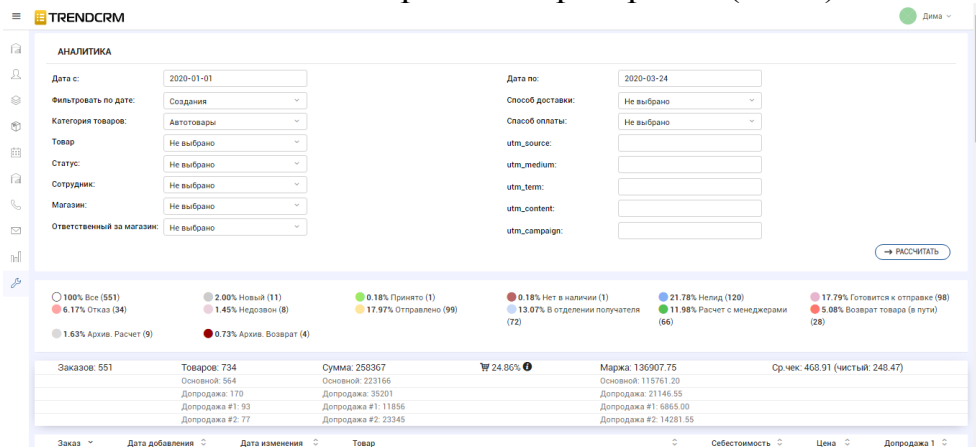 TRENDCRM
Дима
АНАЛИТИКА
Дата с: 2020-01-01 Дата по: 2020-03-24
Фильтровать по дате: Создания Способ доставки: Не выбрано
Категория товаров: Автотовары Спасоб оплаты: Не выбрано
Товар Не выбрано utm_source:
Статус: Не выбрано utm_medium:
Сотрудник: Не выбрано utm_term:
Магазин: Не выбрано utm_content:
Ответственный за магазин: Не выбрано utm_campaign:
→ РАССЧИТАТЬ
100% Все (551) 2.00% Новый (11) 0.18% Принято (1) 0.18% Нет в наличии (1) 21.78% Нелид (120) 17.79% Готовится к отправке (98)
6.17% Отказ (34) 1.45% Недозвон (8) 17.97% Отправлено (99) 13.07% В отделении получателя (72) 11.98% Расчет с менеджерами (66) 5.08% Возврат товара (в пути) (28)
1.63% Архив. Расчет (9) 0.73% Архив. Возврат (4)
Заказов: 551 Товаров: 734 Сумма: 258367 24.86% Маржа: 136907.75 Ср.чек: 468.91 (чистый: 248.47)
Основной: 564 Основной: 223166 Основной: 115761.20
Допродажа: 170 Допродажа: 35201 Допродажа: 21146.55
Допродажа #1: 93 Допродажа #1: 11856 Допродажа #1: 6865.00
Допродажа #2: 77 Допродажа #2: 23345 Допродажа #2: 14281.55
Заказ Дата добавления Дата изменения Товар Себестоимость Цена Допродажа 1